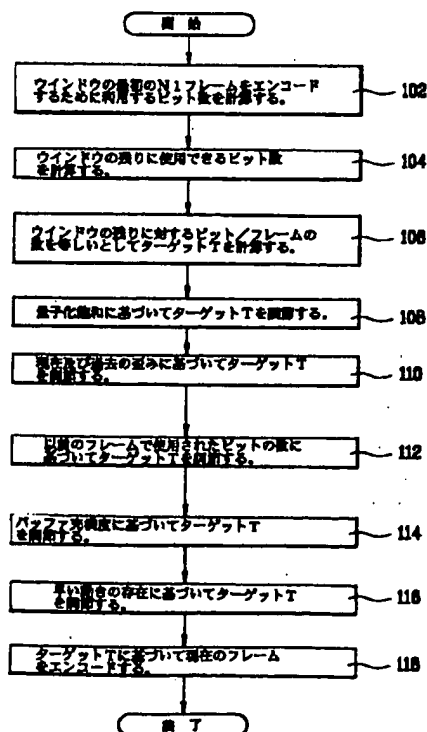 開始
ウインドウの最初のN1フレームをエンコード
するために利用するビット数を計算する。
102
ウインドウの残りに使用できるビット数
を計算する。
104
ウインドウの残りに対するビット/フレームの
数を等しいとしてターゲットTを計算する。
106
量子化飽和に基づいてターゲットTを調節する。
108
現在及び過去の歪みに基づいてターゲットT
を調節する。
110
以前のフレームで使用されたビットの数に
基づいてターゲットTを調節する。
112
バッファ充満度に基づいてターゲットT
を調節する。
114
早い の存在に基づいてターゲットT
を調節する。
116
ターゲットTに基づいて現在のフレーム
をエンコードする。
118
終了